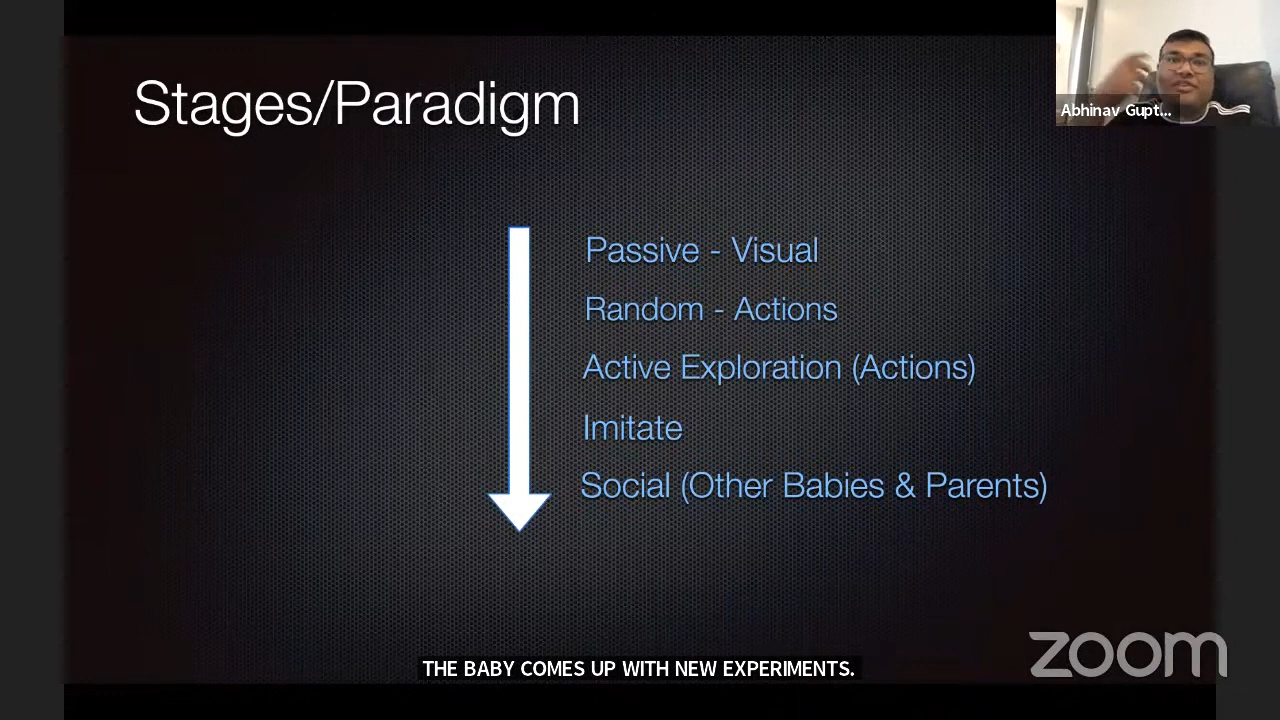 Stages/Paradigm
Abhinav Gupt...
Passive - Visual
Random - Actions
Active Exploration (Actions)
Imitate
Social (Other Babies & Parents)
zoom
THE BABY COMES UP WITH NEW EXPERIMENTS.